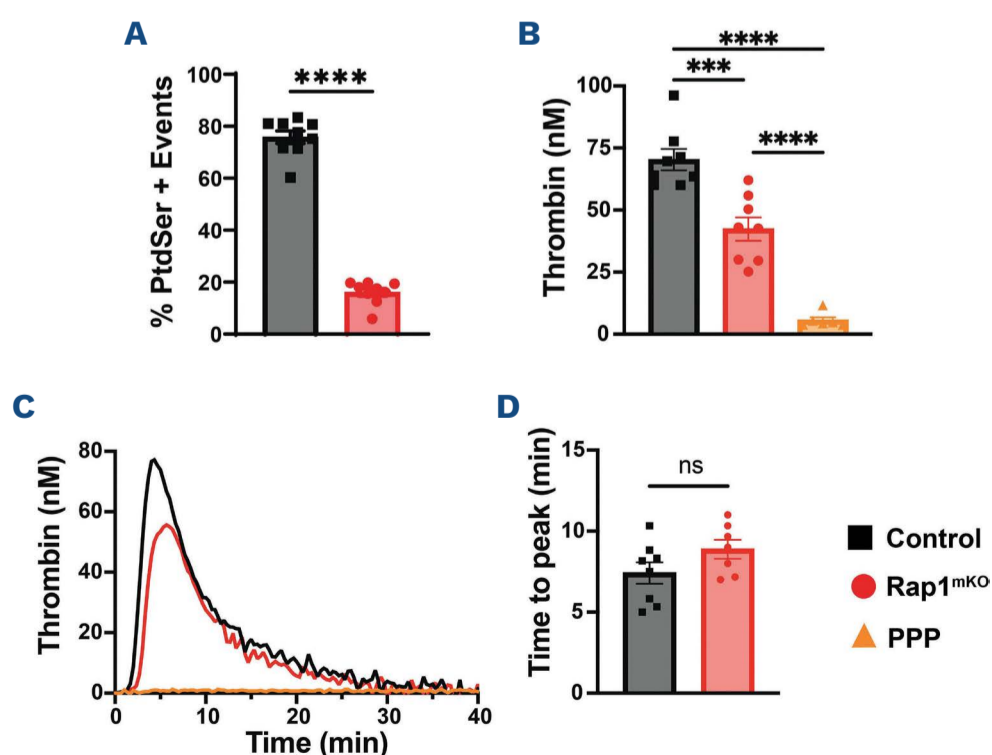 A
% PtdSer + Events
100
80
60
40
20
0
****
B
Thrombin (nM)
100
75
50
25
0
****
***
****
C
Thrombin (nM)
80
60
40
20
0
0 10 20 30 40
Time (min)
D
Time to peak (min)
15
10
5
0
ns
Control
Rap1mKO
PPP